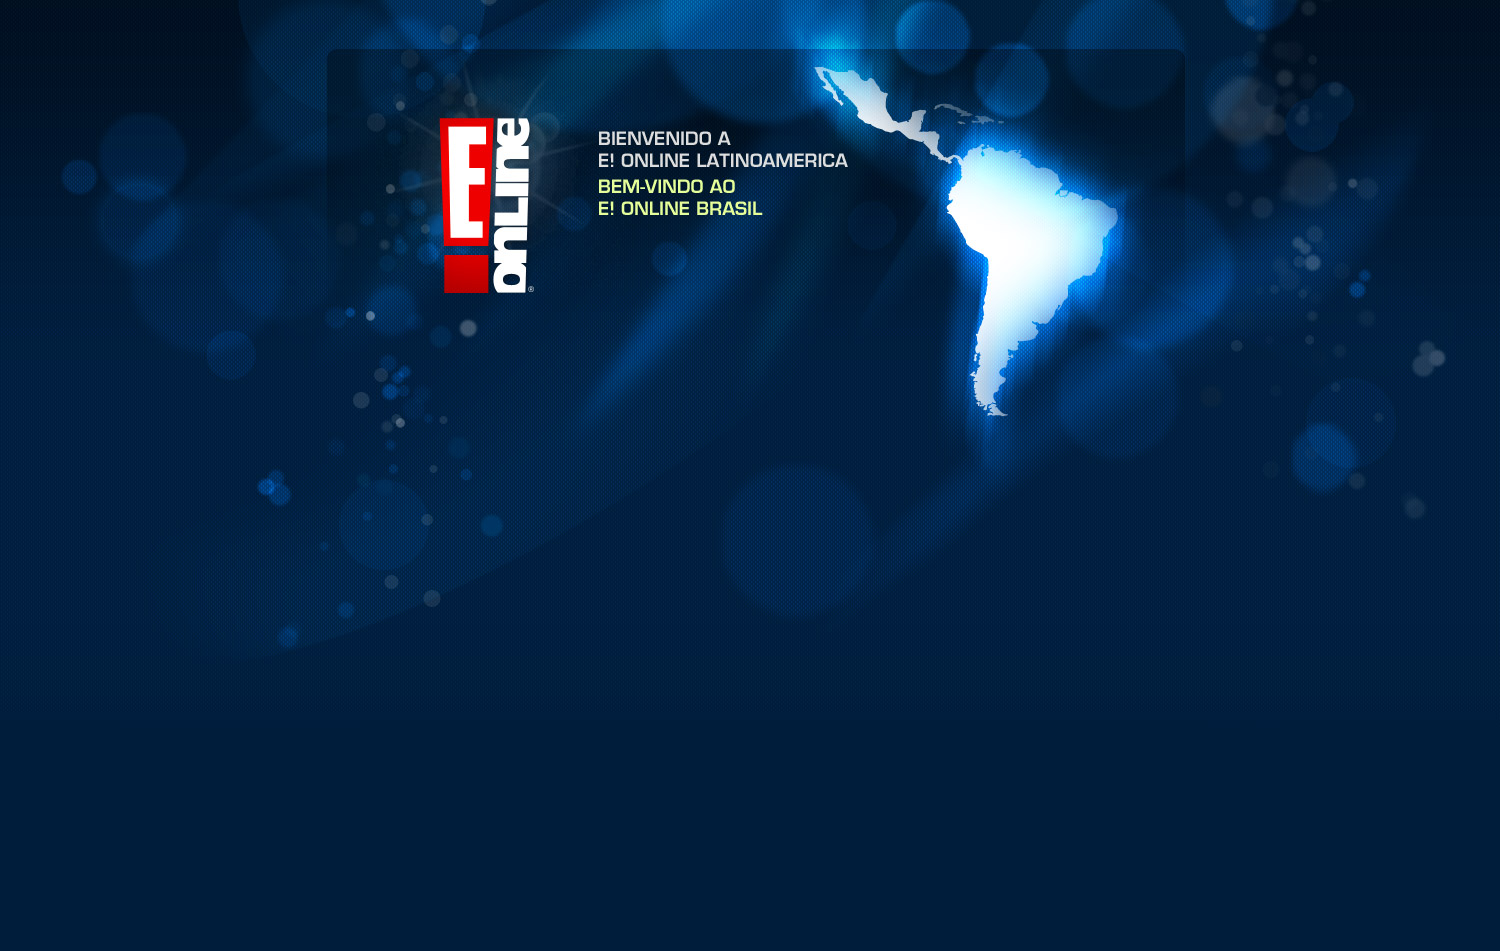 E! onLine®
BIENVENIDO A
E! ONLINE LATINOAMERICA
BEM-VINDO AO
E! ONLINE BRASIL